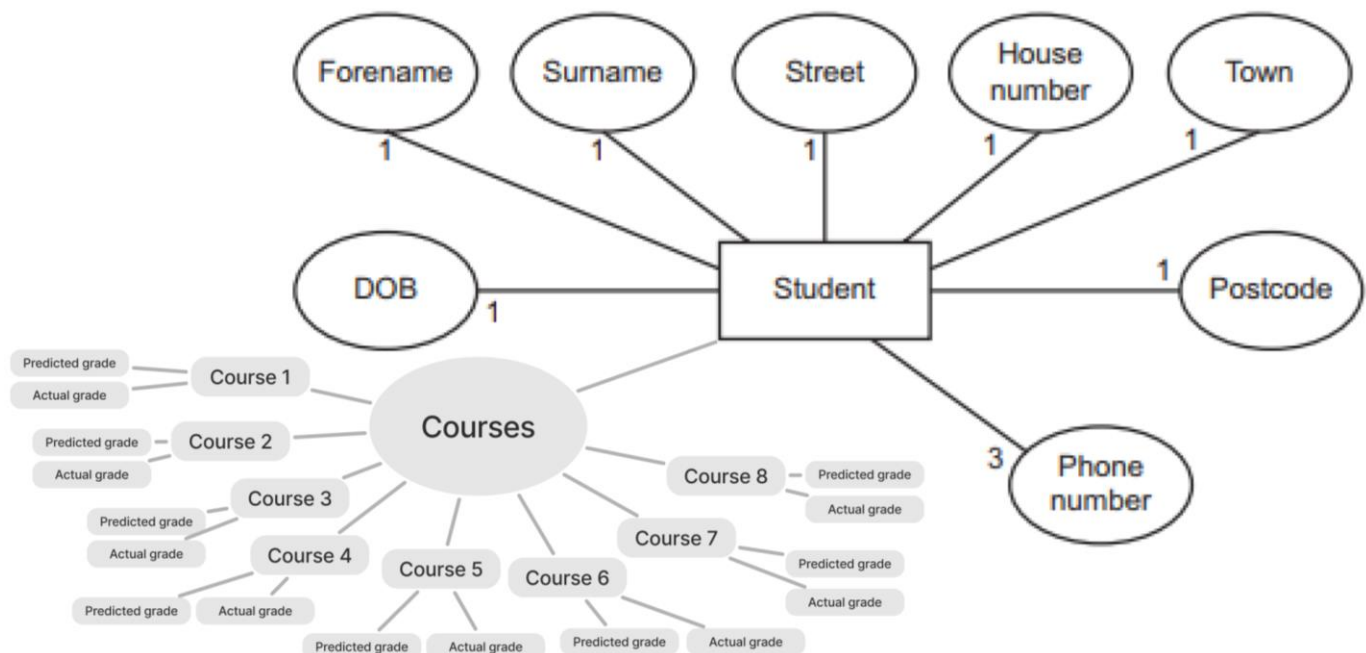 Forename
Surname
Street
House
number
Town
1
1
1
1
1
DOB
1
Student
1
Postcode
3
Phone
number
Courses
Course 1
Predicted grade
Actual grade
Course 2
Predicted grade
Actual grade
Course 3
Predicted grade
Actual grade
Course 4
Predicted grade
Actual grade
Course 5
Predicted grade
Actual grade
Course 6
Predicted grade
Actual grade
Course 7
Predicted grade
Actual grade
Course 8
Predicted grade
Actual grade